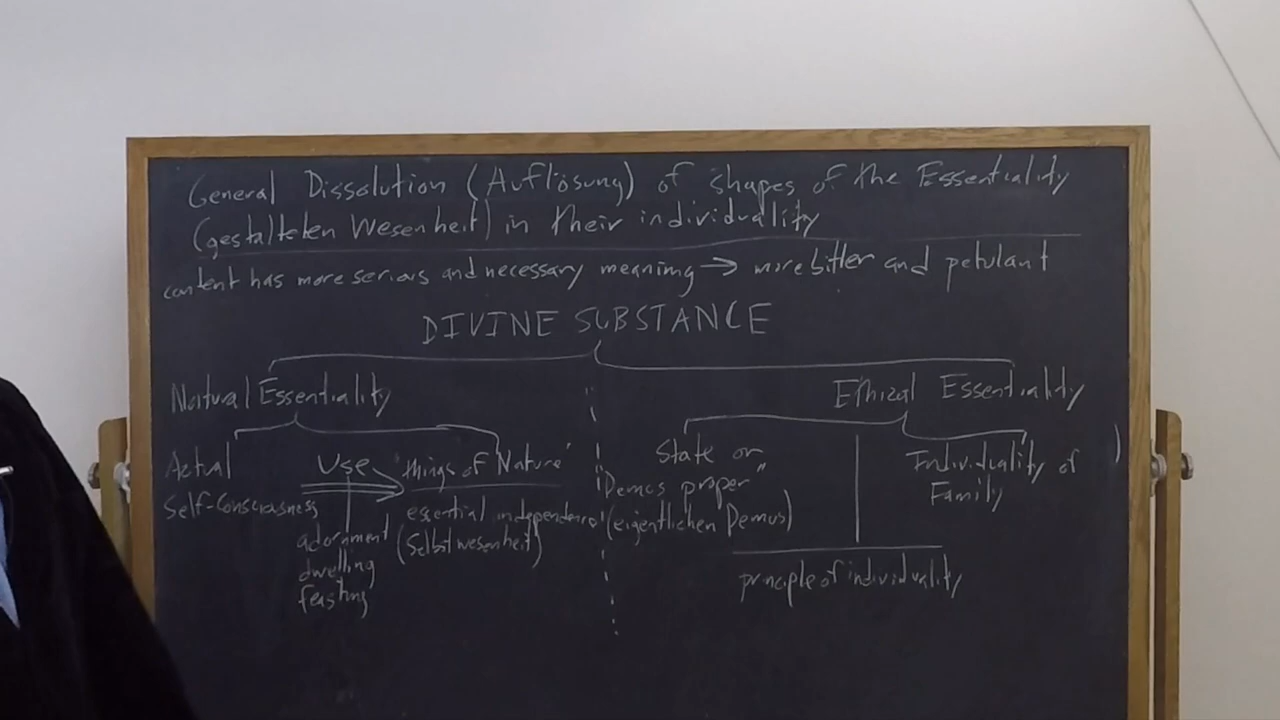 General Dissolution (Auflösung) of shapes of the Essentiality
(gestalteten Wesenheit) in their individuality
content has more serious and necessary meaning → more bitter and petulant
DIVINE SUBSTANCE
Natural Essentiality
Ethical Essentiality
Actual
Self-Consciousness
Use
adornment
dwelling
feasting
'things of Nature'
essential independence
(Selbstwesenheit)
State or
Demos proper"
(eigentlichen Demos)
Individuality of
Family
)
principle of individuality